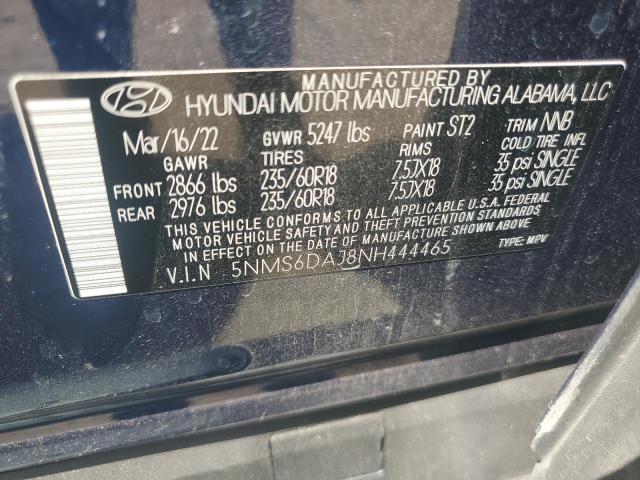 MANUFACTURED BY
HYUNDAI MOTOR MANUFACTURING ALABAMA, LLC
Mar/16/22 GVWR 5247 lbs PAINT ST2 TRIM NNB
GAWR TIRES RIMS COLD TIRE INFL
FRONT 2866 lbs 235/60R18 7.5JX18 35 psi SINGLE
REAR 2976 lbs 235/60R18 7.5JX18 35 psi SINGLE
THIS VEHICLE CONFORMS TO ALL APPLICABLE U.S.A. FEDERAL
MOTOR VEHICLE SAFETY AND THEFT PREVENTION STANDARDS
IN EFFECT ON THE DATE OF MANUFACTURE SHOWN ABOVE.
V.I.N 5NMS6DAJ8NH444465 TYPE: MPV